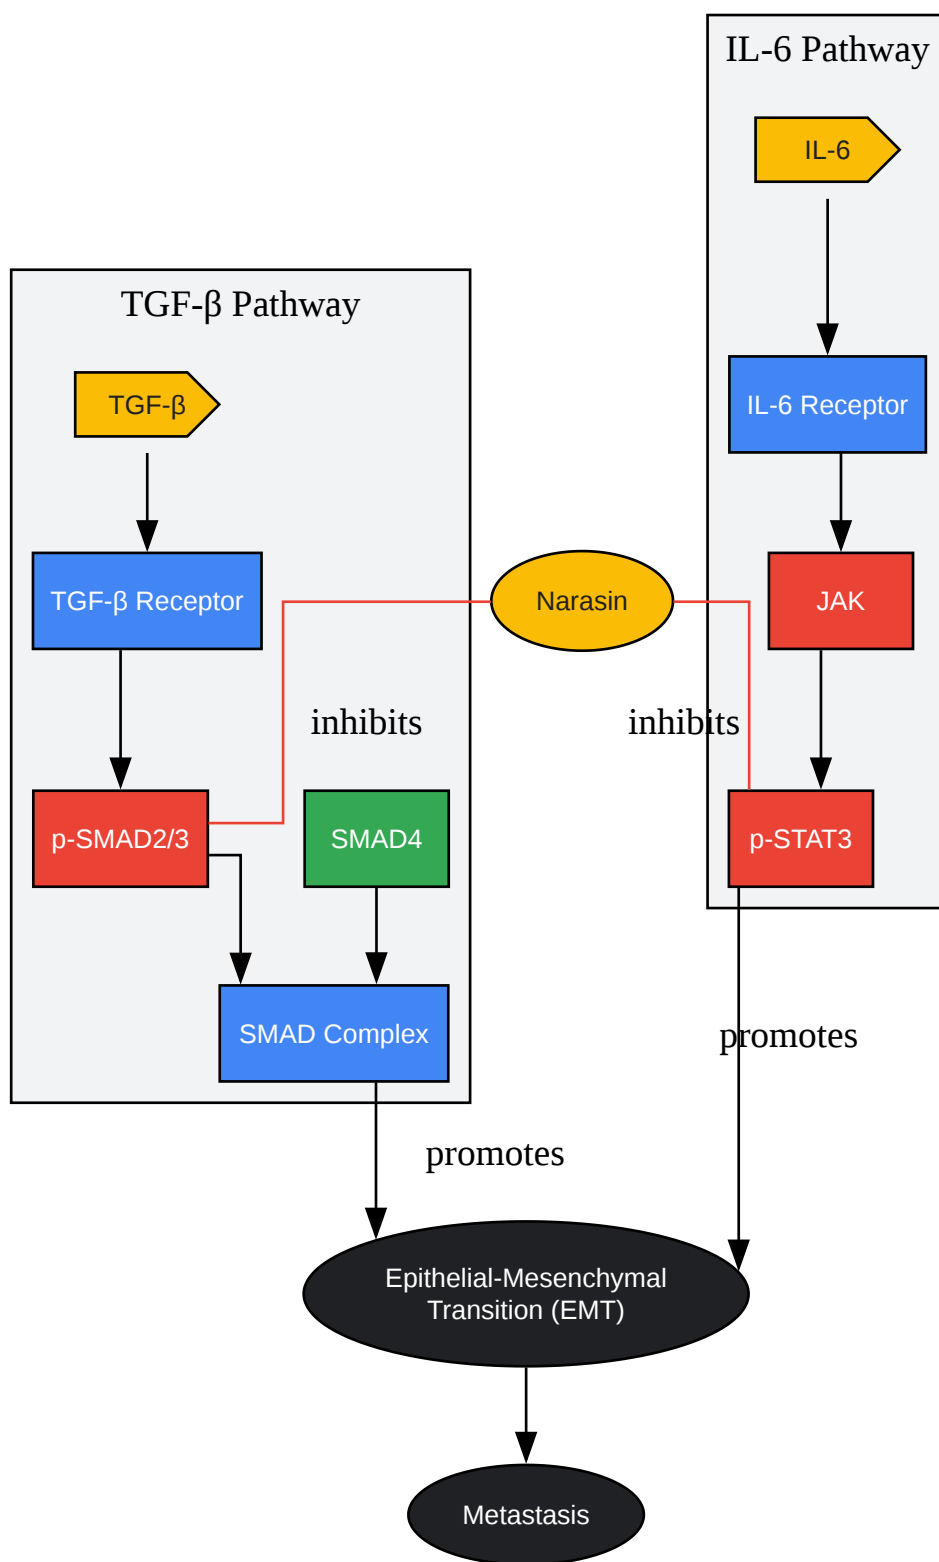 IL-6 Pathway
IL-6
TGF-β Pathway
TGF-β
IL-6 Receptor
TGF-β Receptor
Narasin
JAK
inhibits
inhibits
p-SMAD2/3
SMAD4
p-STAT3
SMAD Complex
promotes
promotes
Epithelial-Mesenchymal
Transition (EMT)
Metastasis